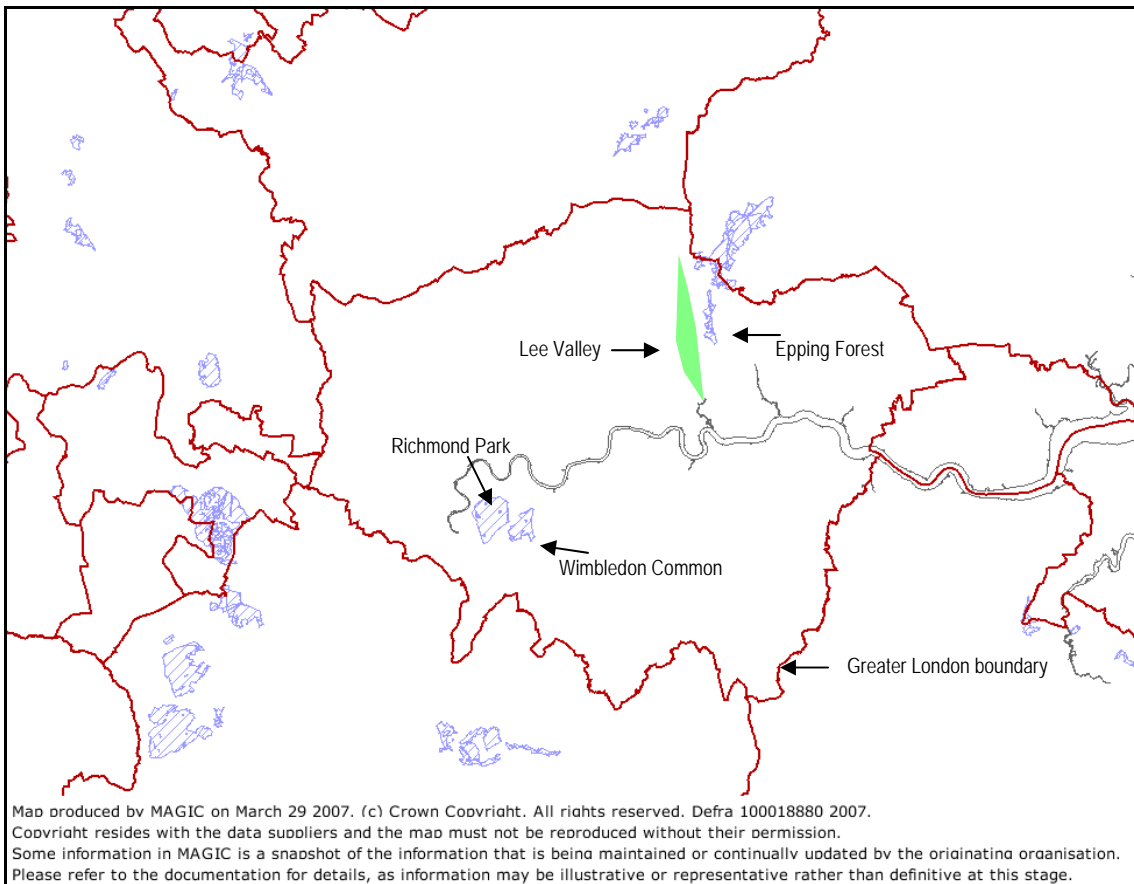 Lee Valley
Epping Forest
Richmond Park
Wimbledon Common
Greater London boundary
Map produced by MAGIC on March 29 2007. (c) Crown Copyright. All rights reserved. Defra 100018880 2007.
Copyright resides with the data suppliers and the map must not be reproduced without their permission.
Some information in MAGIC is a snapshot of the information that is being maintained or continually updated by the originating organisation.
Please refer to the documentation for details, as information may be illustrative or representative rather than definitive at this stage.